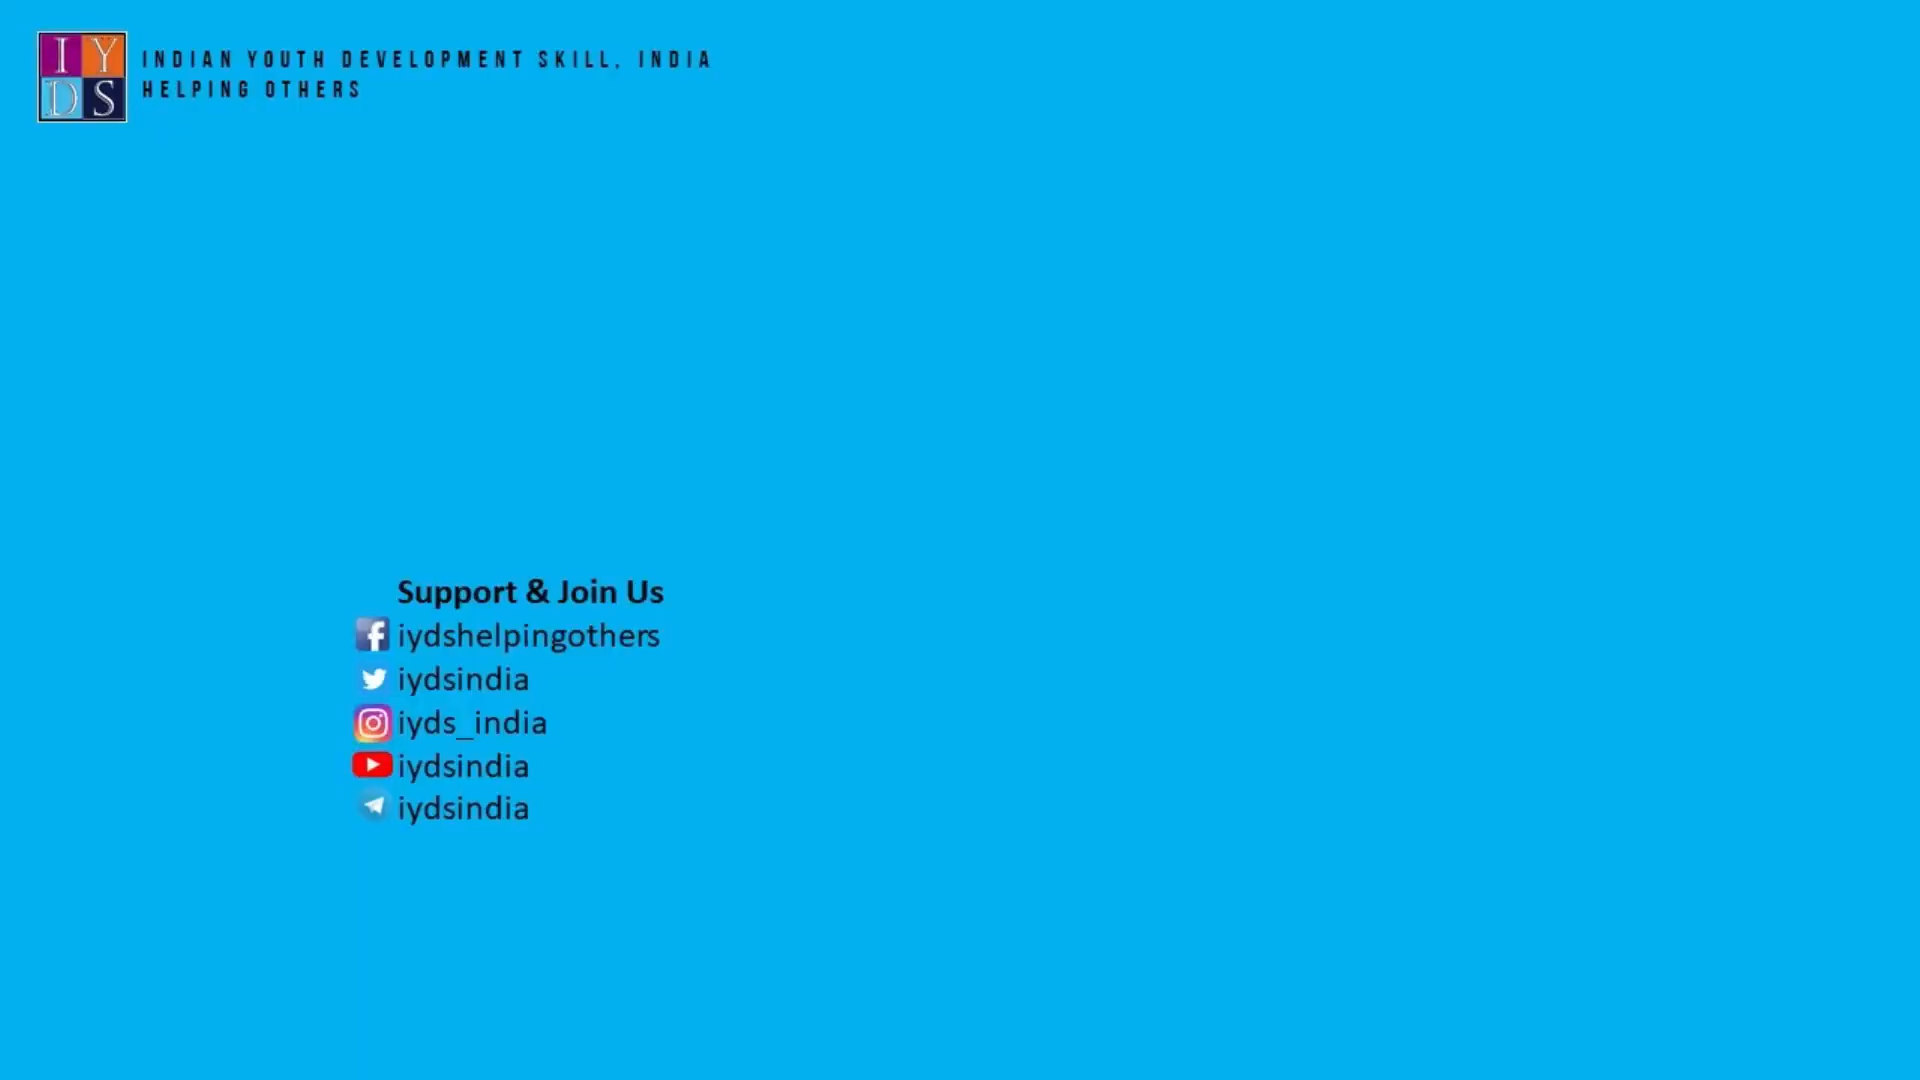 I Y
D S
INDIAN YOUTH DEVELOPMENT SKILL, INDIA
HELPING OTHERS
Support & Join Us
iydshelpingothers
iydsindia
iyds_india
iydsindia
iydsindia